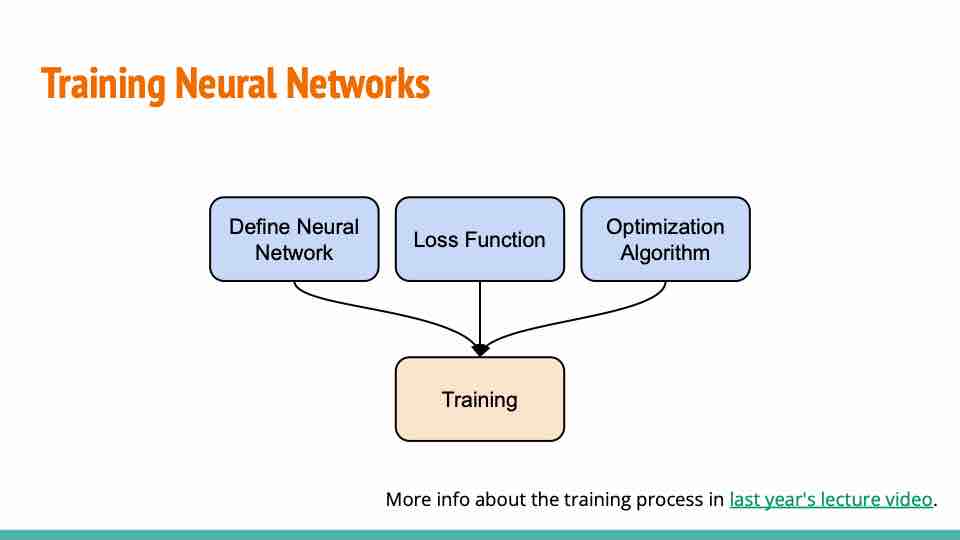 Training Neural Networks
Define Neural
Network
Loss Function
Optimization
Algorithm
Training
More info about the training process in last year's lecture video.